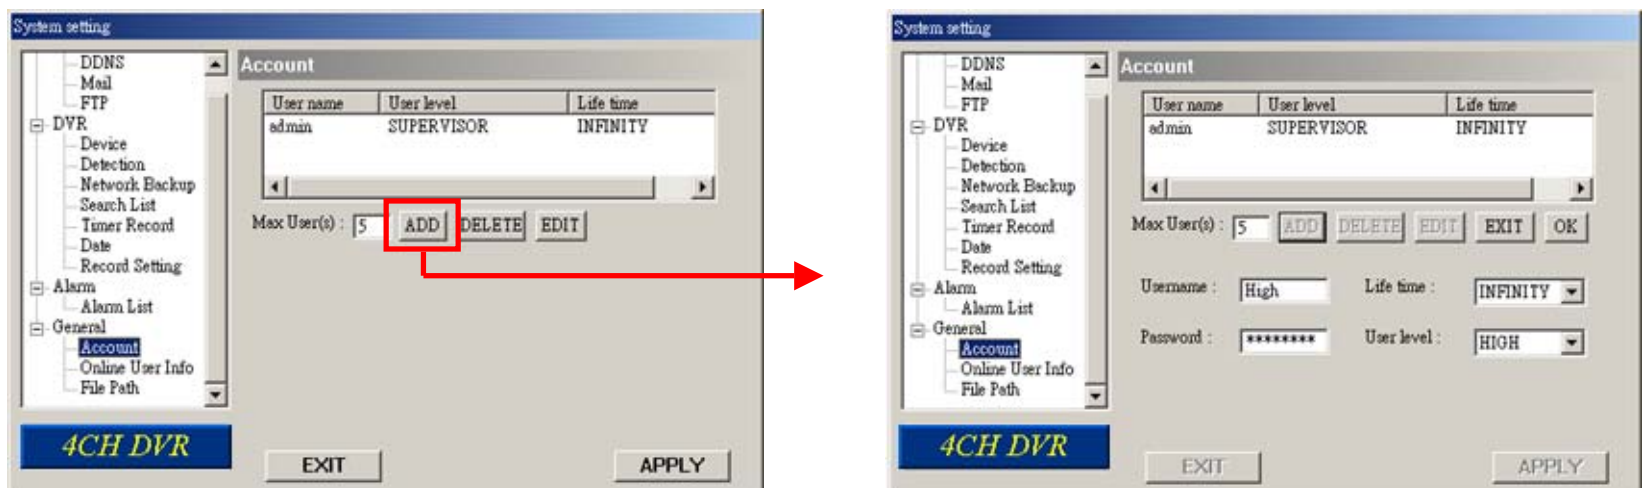 System setting
DDNS
Mail
FTP
DVR
Device
Detection
Network Backup
Search List
Timer Record
Date
Record Setting
Alarm
Alarm List
General
Account
Online User Info
File Path
4CH DVR
Account
User name User level Life time
admin SUPERVISOR INFINITY
Max User(s) : 5 ADD DELETE EDIT
EXIT APPLY
System setting
DDNS
Mail
FTP
DVR
Device
Detection
Network Backup
Search List
Timer Record
Date
Record Setting
Alarm
Alarm List
General
Account
Online User Info
File Path
4CH DVR
Account
User name User level Life time
admin SUPERVISOR INFINITY
Max User(s) : 5 ADD DELETE EDIT EXIT OK
Username : High Life time : INFINITY
Password : ******** User level : HIGH
EXIT APPLY